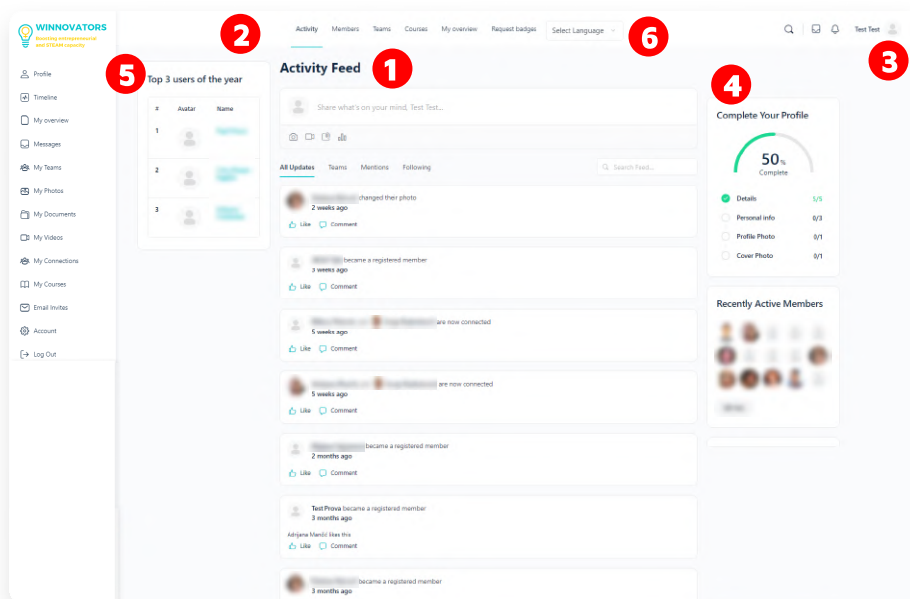 WINNOVATORS
Boosting entrepreneurial
and STEAM capacity
Profile
Timeline
My overview
Messages
My Teams
My Photos
My Documents
My Videos
My Connections
My Courses
Email Invites
Account
Log Out
2
Activity Members Teams Courses My overview Request badges Select Language
6
Test Test
3
5
Top 3 users of the year
# Avatar Name
1
2
3
Activity Feed
1
Share what's on your mind, Test Test...
All Updates Teams Mentions Following
Search Feed...
changed their photo
2 weeks ago
Like Comment
became a registered member
3 weeks ago
Like Comment
are now connected
5 weeks ago
Like Comment
are now connected
5 weeks ago
Like Comment
became a registered member
2 months ago
Like Comment
Test Prova became a registered member
3 months ago
Adrijana Mandić likes this
Like Comment
became a registered member
3 months ago
4
Complete Your Profile
50%
Complete
Details 5/5
Personal info 0/3
Profile Photo 0/1
Cover Photo 0/1
Recently Active Members